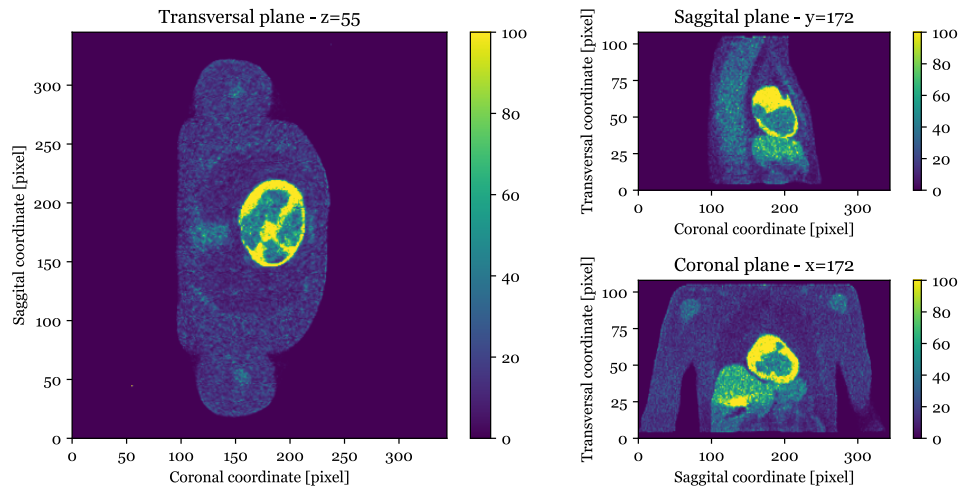 Transversal plane - z=55
Saggital coordinate [pixel]
300
250
200
150
100
50
0
0 50 100 150 200 250 300
Coronal coordinate [pixel]
100
80
60
40
20
0
Saggital plane - y=172
Transversal coordinate [pixel]
100
75
50
25
0
0 100 200 300
Coronal coordinate [pixel]
100
80
60
40
20
0
Coronal plane - x=172
Transversal coordinate [pixel]
100
75
50
25
0
0 100 200 300
Saggital coordinate [pixel]
100
80
60
40
20
0